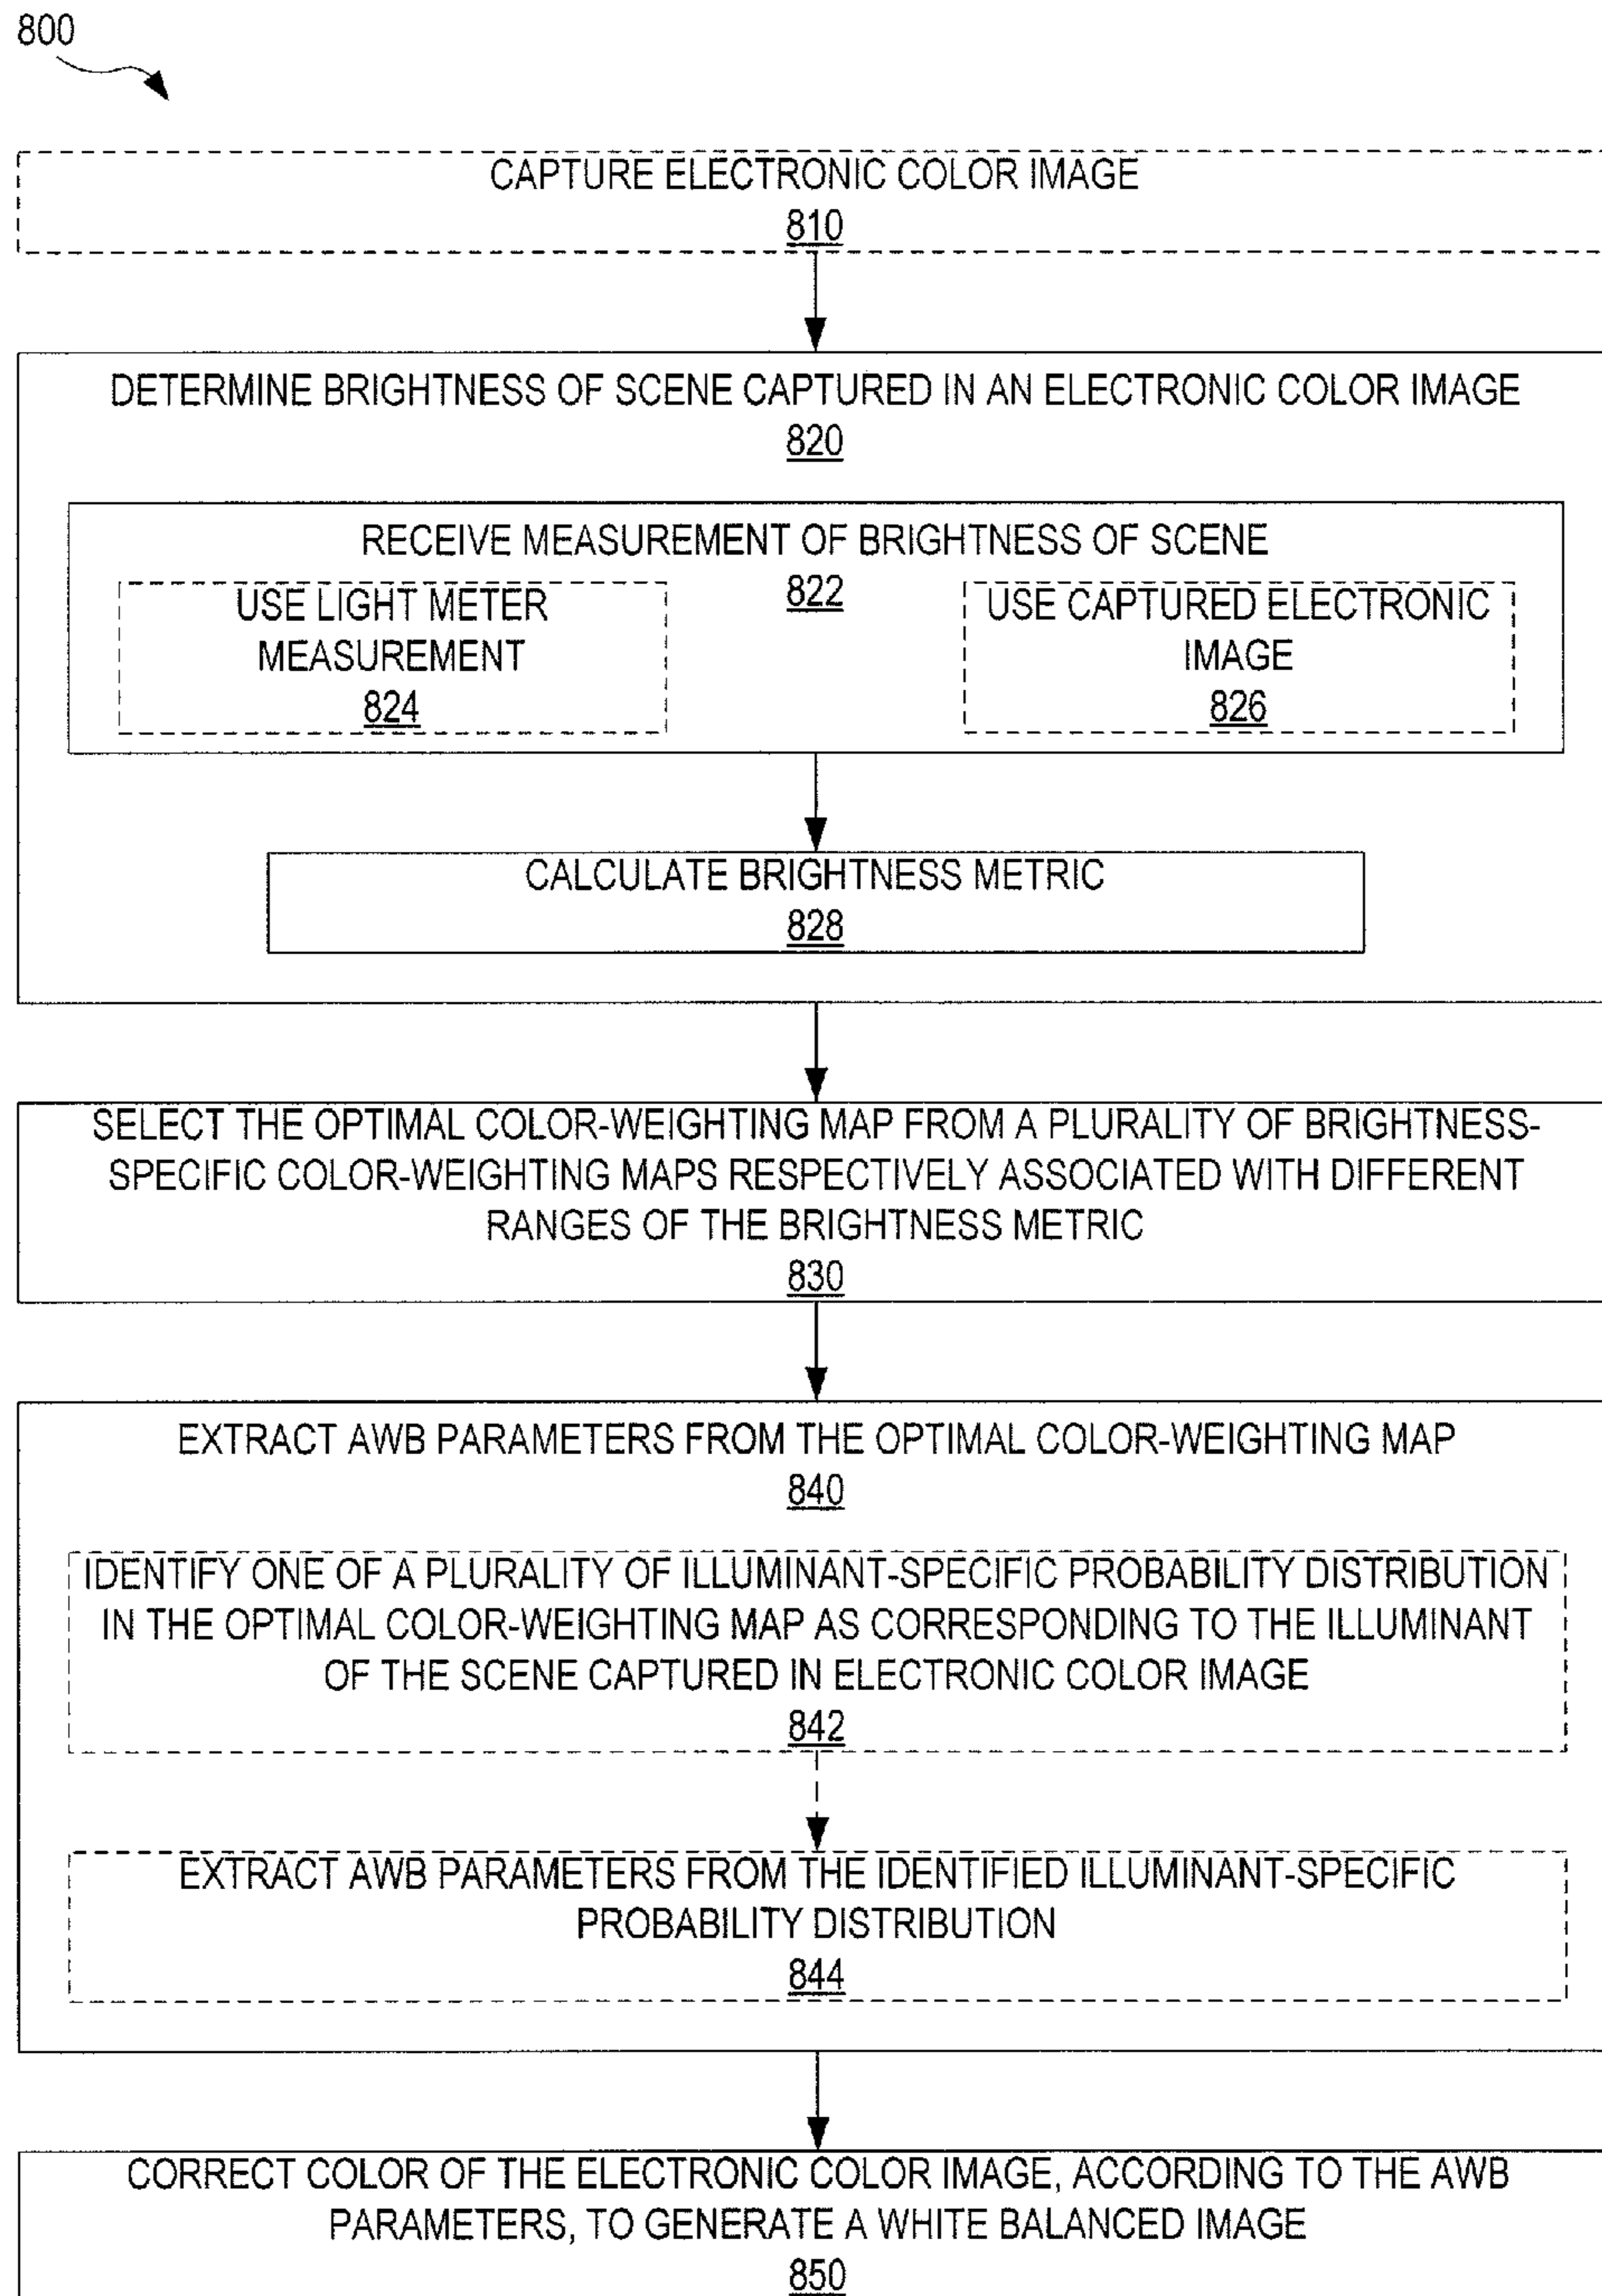 800
CAPTURE ELECTRONIC COLOR IMAGE
810
DETERMINE BRIGHTNESS OF SCENE CAPTURED IN AN ELECTRONIC COLOR IMAGE
820
RECEIVE MEASUREMENT OF BRIGHTNESS OF SCENE
822
USE LIGHT METER
MEASUREMENT
824
USE CAPTURED ELECTRONIC
IMAGE
826
CALCULATE BRIGHTNESS METRIC
828
SELECT THE OPTIMAL COLOR-WEIGHTING MAP FROM A PLURALITY OF BRIGHTNESS-
SPECIFIC COLOR-WEIGHTING MAPS RESPECTIVELY ASSOCIATED WITH DIFFERENT
RANGES OF THE BRIGHTNESS METRIC
830
EXTRACT AWB PARAMETERS FROM THE OPTIMAL COLOR-WEIGHTING MAP
840
IDENTIFY ONE OF A PLURALITY OF ILLUMINANT-SPECIFIC PROBABILITY DISTRIBUTION
IN THE OPTIMAL COLOR-WEIGHTING MAP AS CORRESPONDING TO THE ILLUMINANT
OF THE SCENE CAPTURED IN ELECTRONIC COLOR IMAGE
842
EXTRACT AWB PARAMETERS FROM THE IDENTIFIED ILLUMINANT-SPECIFIC
PROBABILITY DISTRIBUTION
844
CORRECT COLOR OF THE ELECTRONIC COLOR IMAGE, ACCORDING TO THE AWB
PARAMETERS, TO GENERATE A WHITE BALANCED IMAGE
850